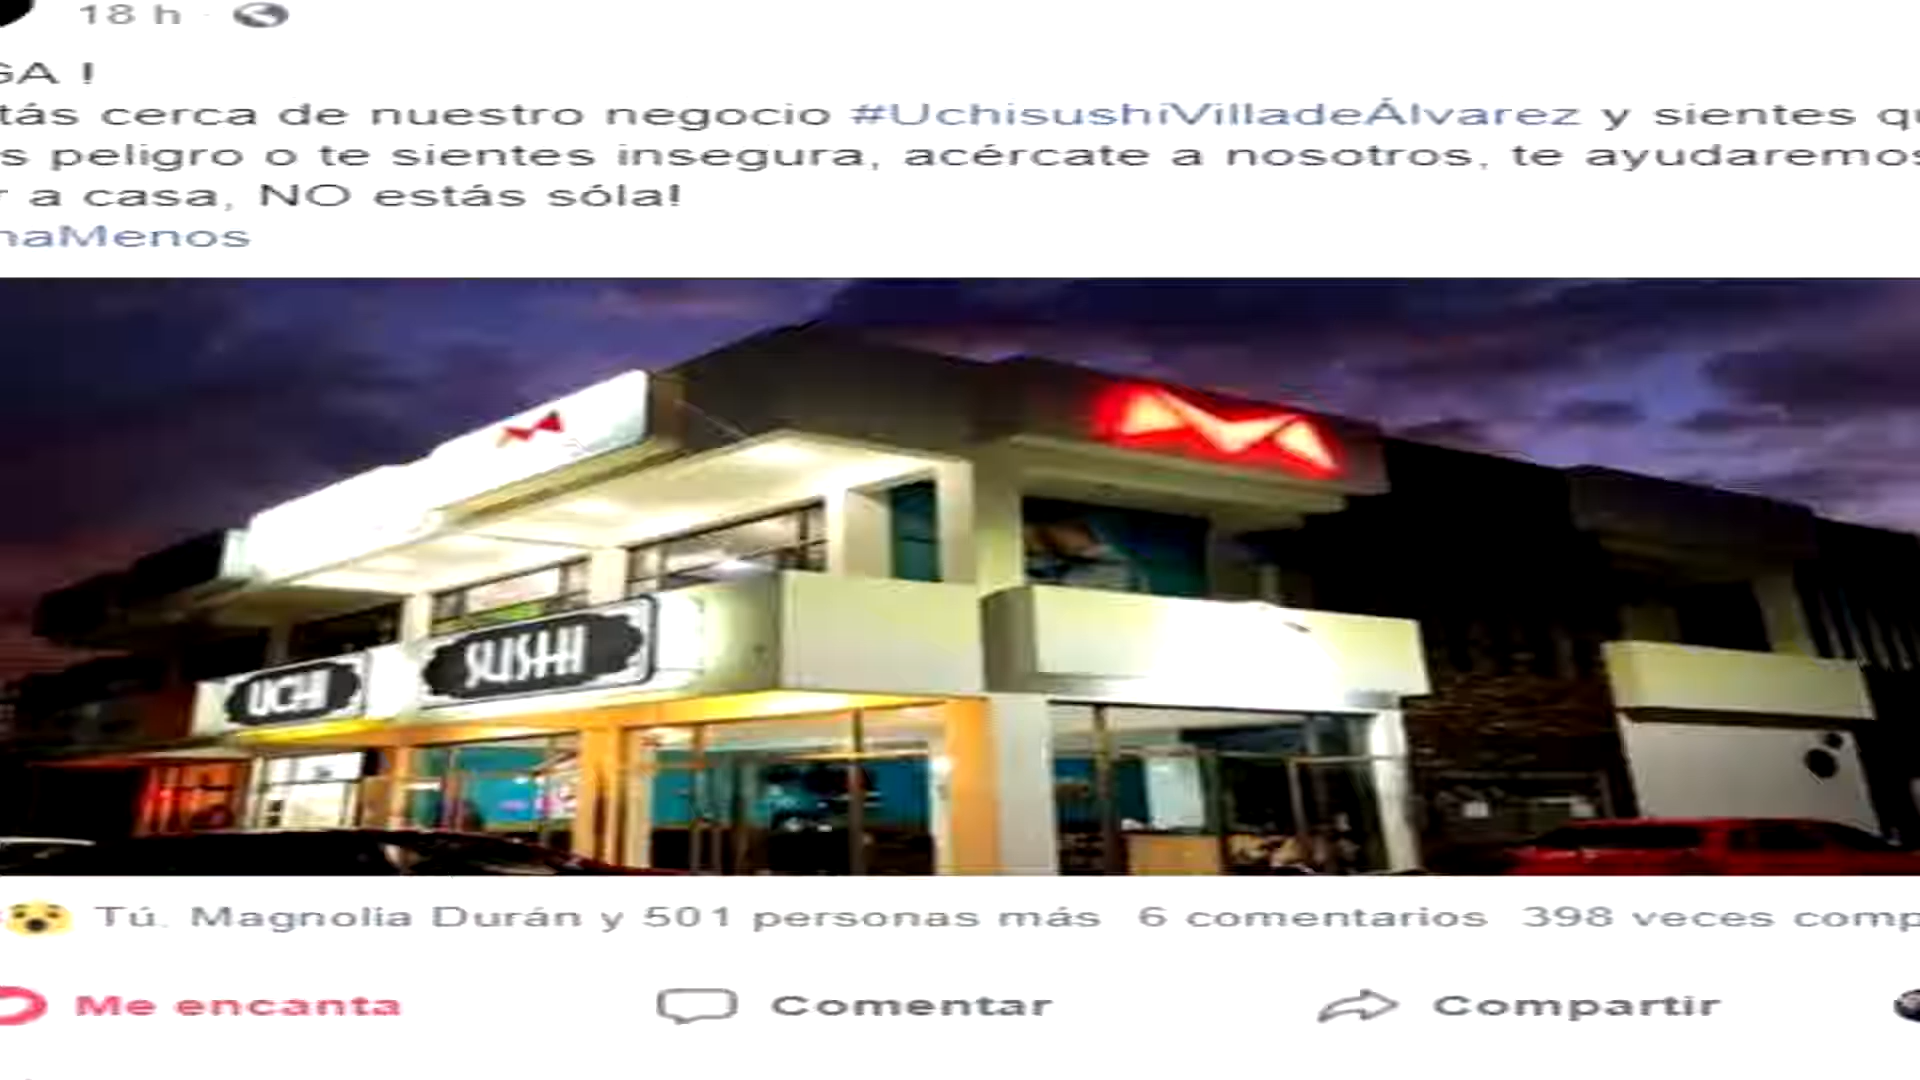 18 h
GA !
tás cerca de nuestro negocio #UchisushiVilladeÁlvarez y sientes qu
s peligro o te sientes insegura, acércate a nosotros, te ayudaremos
r a casa, NO estás sóla!
naMenos
UCHI SUSHI
Tú, Magnolia Durán y 501 personas más 6 comentarios 398 veces comp
Me encanta Comentar Compartir